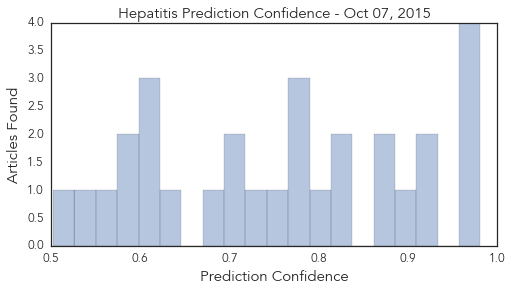 Hepatitis Prediction Confidence - Oct 07, 2015
Articles Found
4.0
3.5
3.0
2.5
2.0
1.5
1.0
0.5
0.0
0.5 0.6 0.7 0.8 0.9 1.0
Prediction Confidence